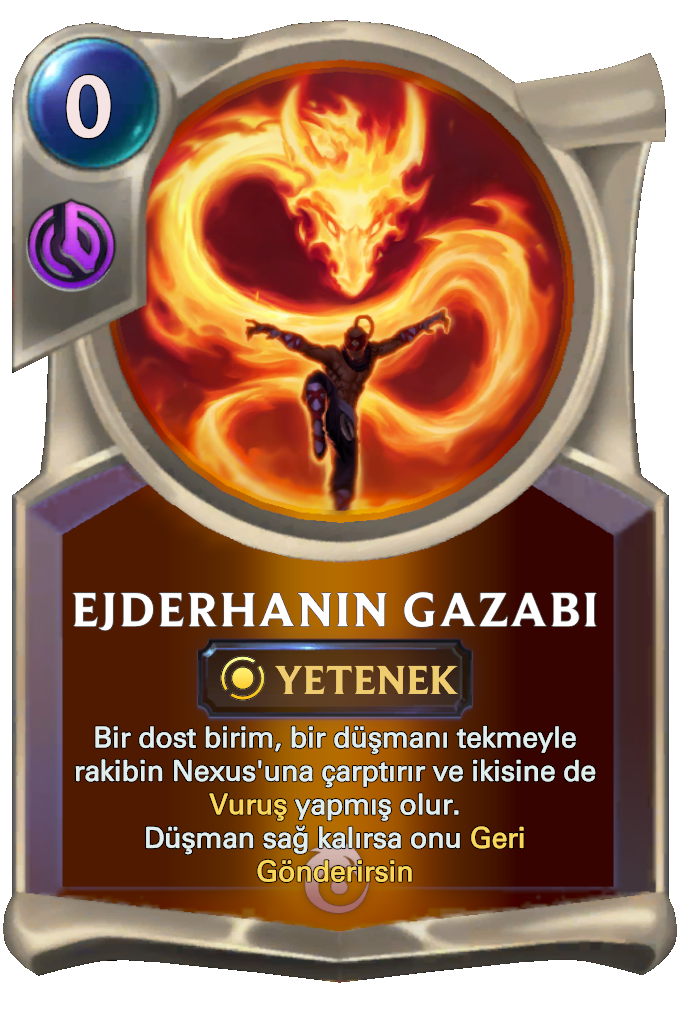 0
EJDERHANIN GAZABI
YETENEK
Bir dost birim, bir düşmanı tekmeyle
rakibin Nexus'una çarptırır ve ikisine de
Vuruş yapmış olur.
Düşman sağ kalırsa onu Geri
Gönderirsin